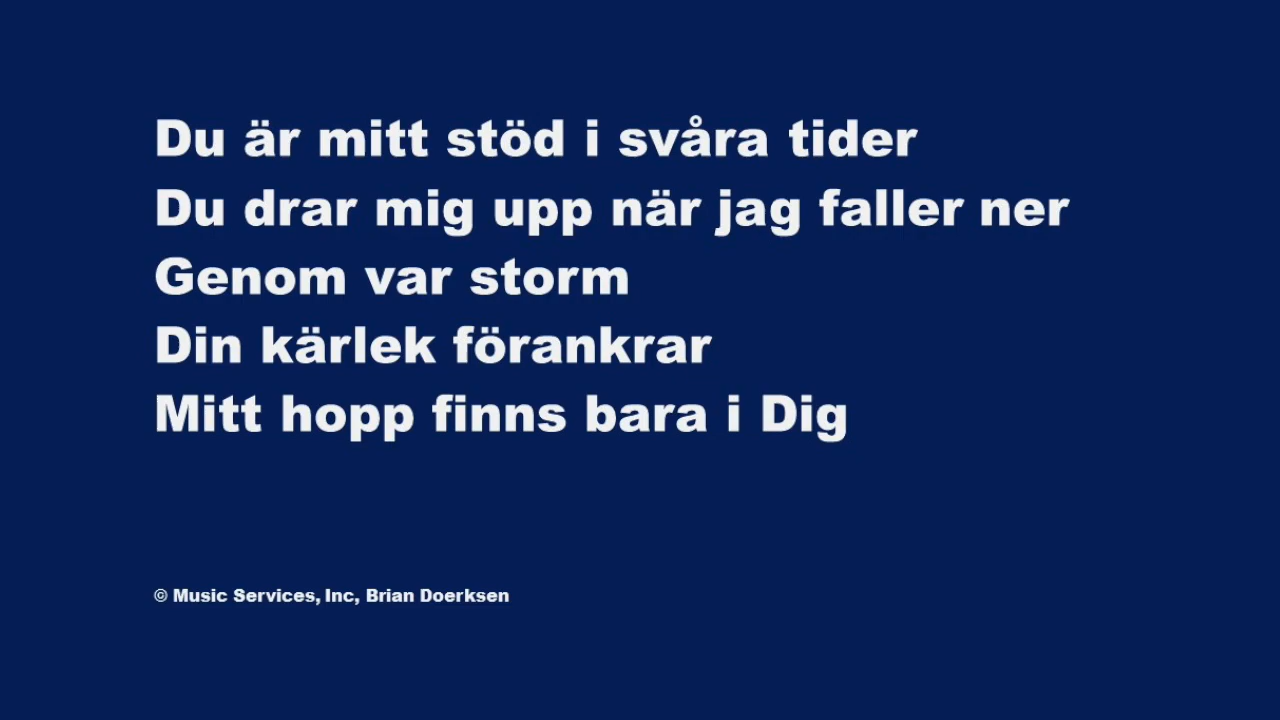 Du är mitt stöd i svåra tider
Du drar mig upp när jag faller ner
Genom var storm
Din kärlek förankrar
Mitt hopp finns bara i Dig
© Music Services, Inc, Brian Doerksen